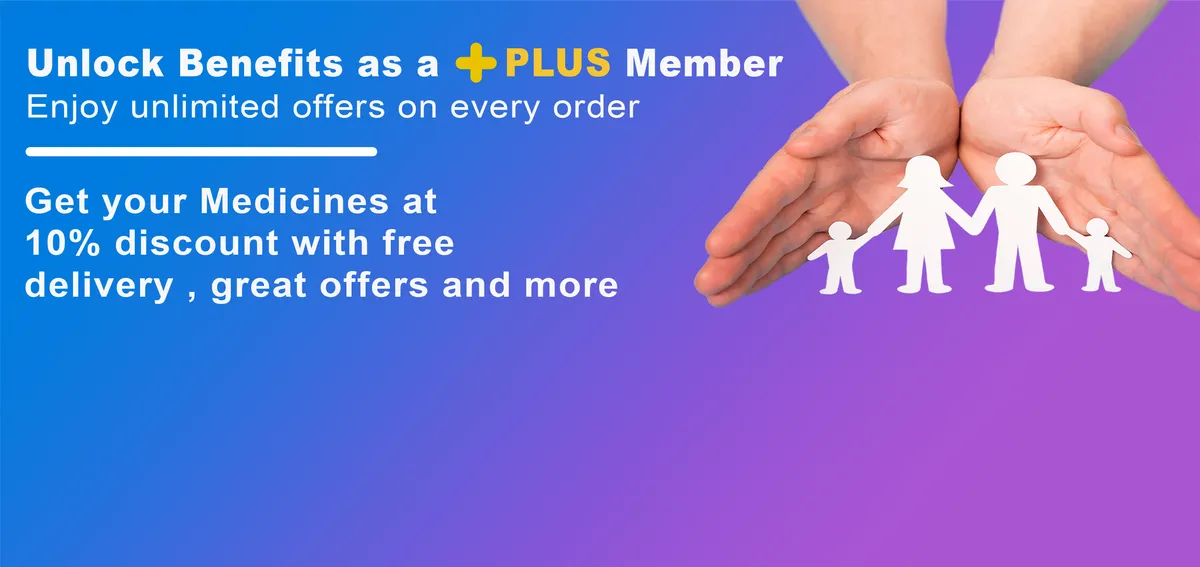 Unlock Benefits as a PLUS Member
Enjoy unlimited offers on every order
Get your Medicines at
10% discount with free
delivery , great offers and more